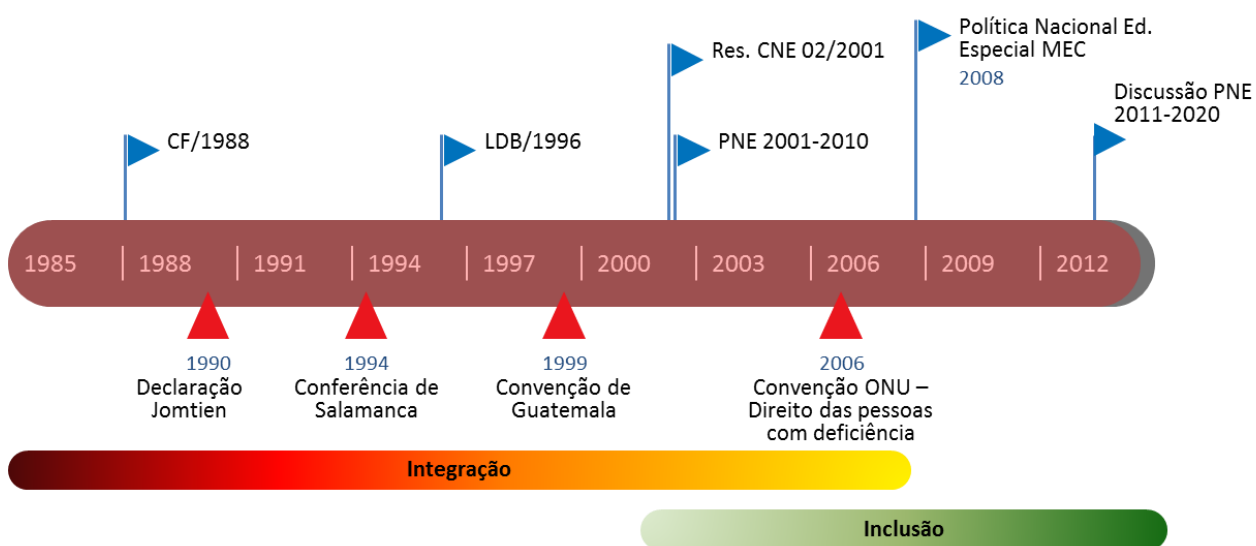 Política Nacional Ed.
Especial MEC
2008
Res. CNE 02/2001
Discussão PNE
2011-2020
CF/1988
LDB/1996
PNE 2001-2010
1985
1988
1991
1994
1997
2000
2003
2006
2009
2012
1990
Declaração
Jomtien
1994
Conferência de
Salamanca
1999
Convenção de
Guatemala
2006
Convenção ONU –
Direito das pessoas
com deficiência
Integração
Inclusão